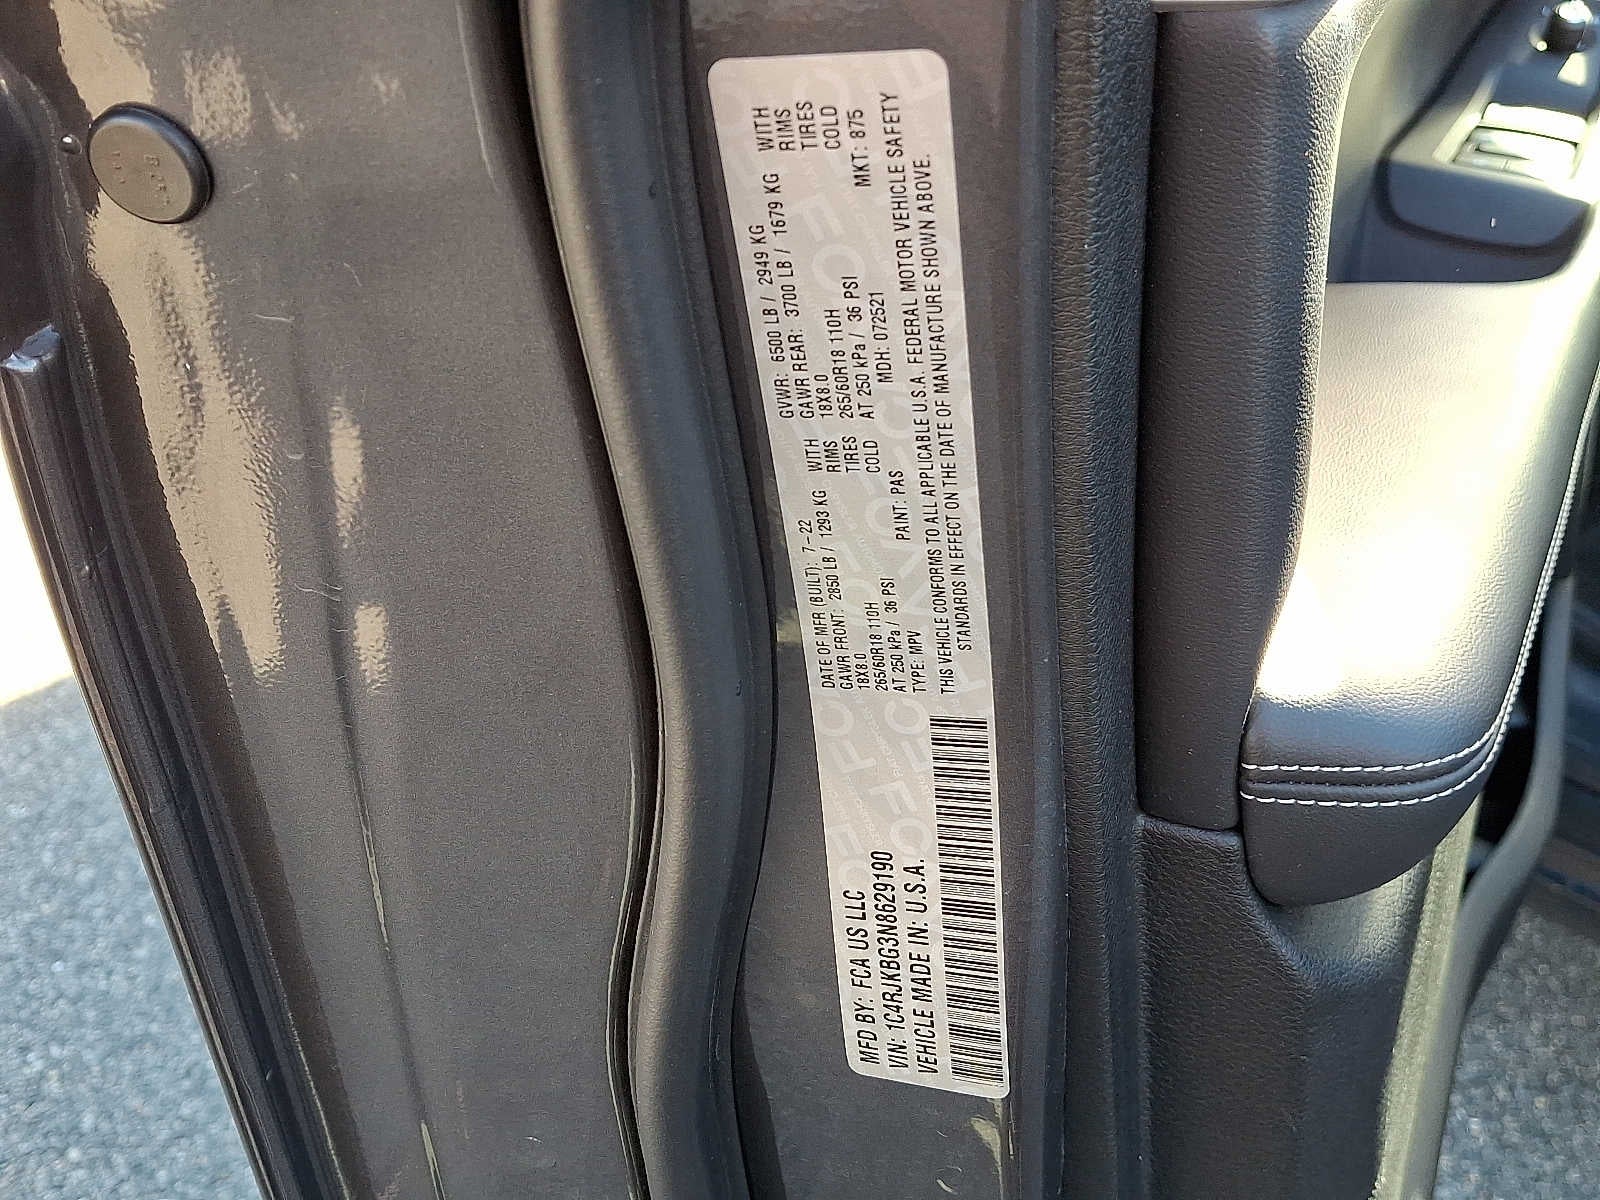 MFD BY: FCA US LLC
VIN: 1C4RJKBG3N8629190
VEHICLE MADE IN: U.S.A.
DATE OF MFR (BUILT): 7-22 GVWR: 6500 LB / 2949 KG
GAWR FRONT: 2850 LB / 1293 KG WITH GAWR REAR: 3700 LB / 1679 KG WITH
18X8.0 RIMS 18X8.0 RIMS
265/60R18 110H TIRES 265/60R18 110H TIRES
AT 250 kPa / 36 PSI COLD AT 250 kPa / 36 PSI COLD
TYPE: MPV PAINT: PAS MDH: 072521 MKT: 875
THIS VEHICLE CONFORMS TO ALL APPLICABLE U.S.A. FEDERAL MOTOR VEHICLE SAFETY
STANDARDS IN EFFECT ON THE DATE OF MANUFACTURE SHOWN ABOVE.